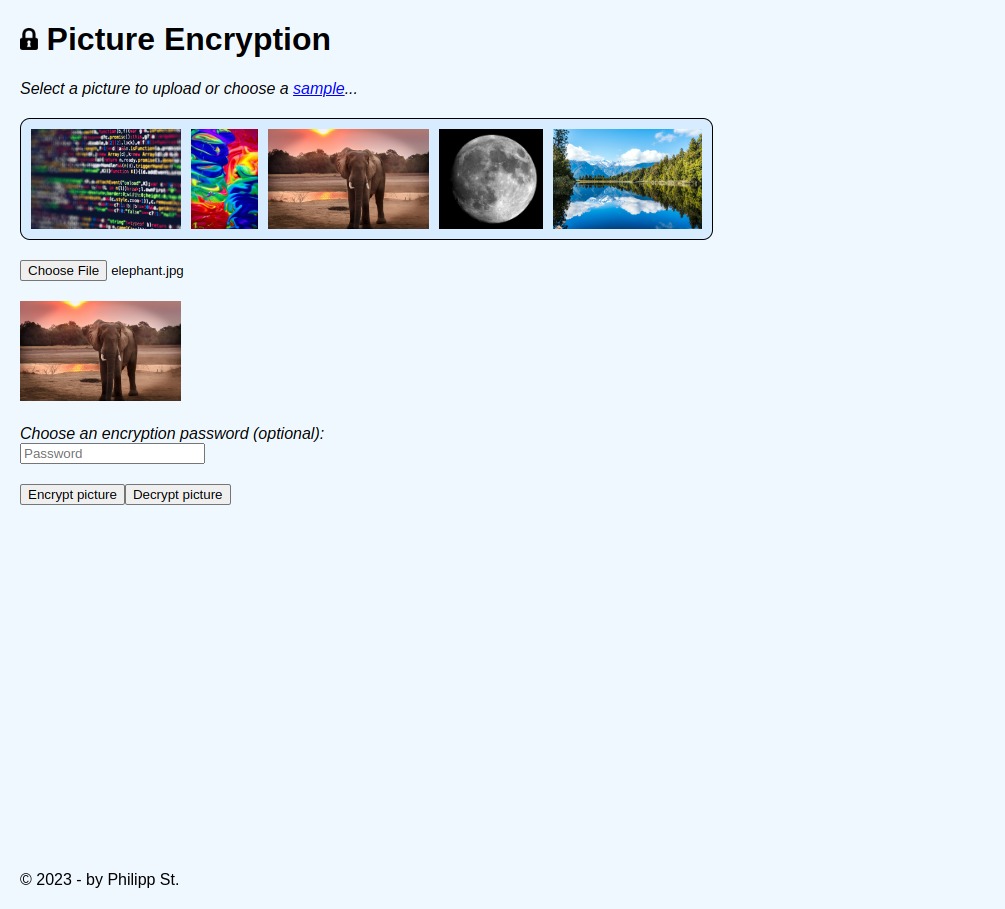 Picture Encryption
Select a picture to upload or choose a sample...
Choose File elephant.jpg
Choose an encryption password (optional):
Password
Encrypt picture Decrypt picture
© 2023 - by Philipp St.